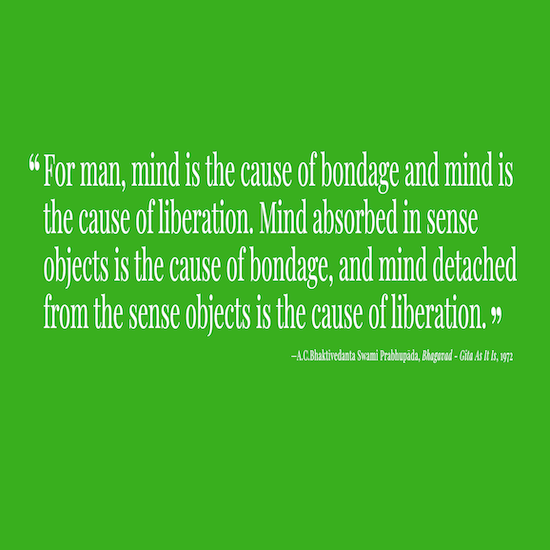 “For man, mind is the cause of bondage and mind is
the cause of liberation. Mind absorbed in sense
objects is the cause of bondage, and mind detached
from the sense objects is the cause of liberation.”
–A.C.Bhaktivedanta Swami Prabhupāda, Bhagavad – Gita As It Is, 1972